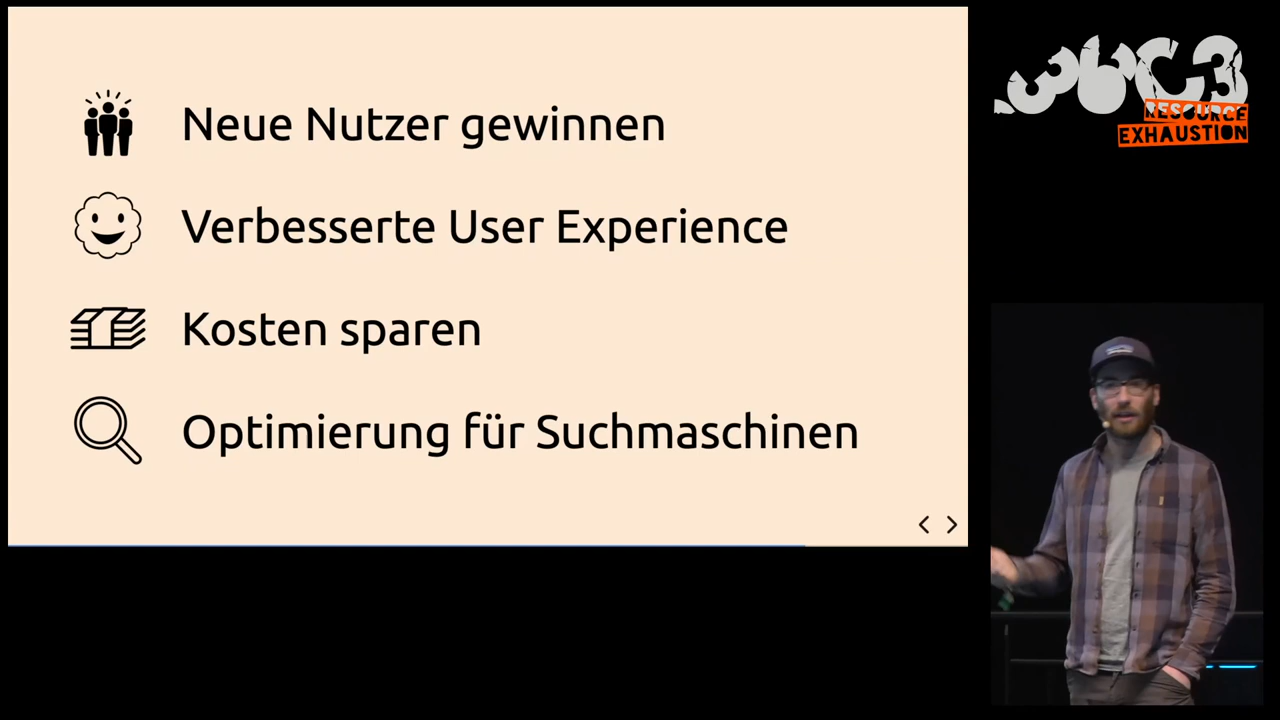 Neue Nutzer gewinnen
Verbesserte User Experience
Kosten sparen
Optimierung für Suchmaschinen
36C3
RESOURCE
EXHAUSTION